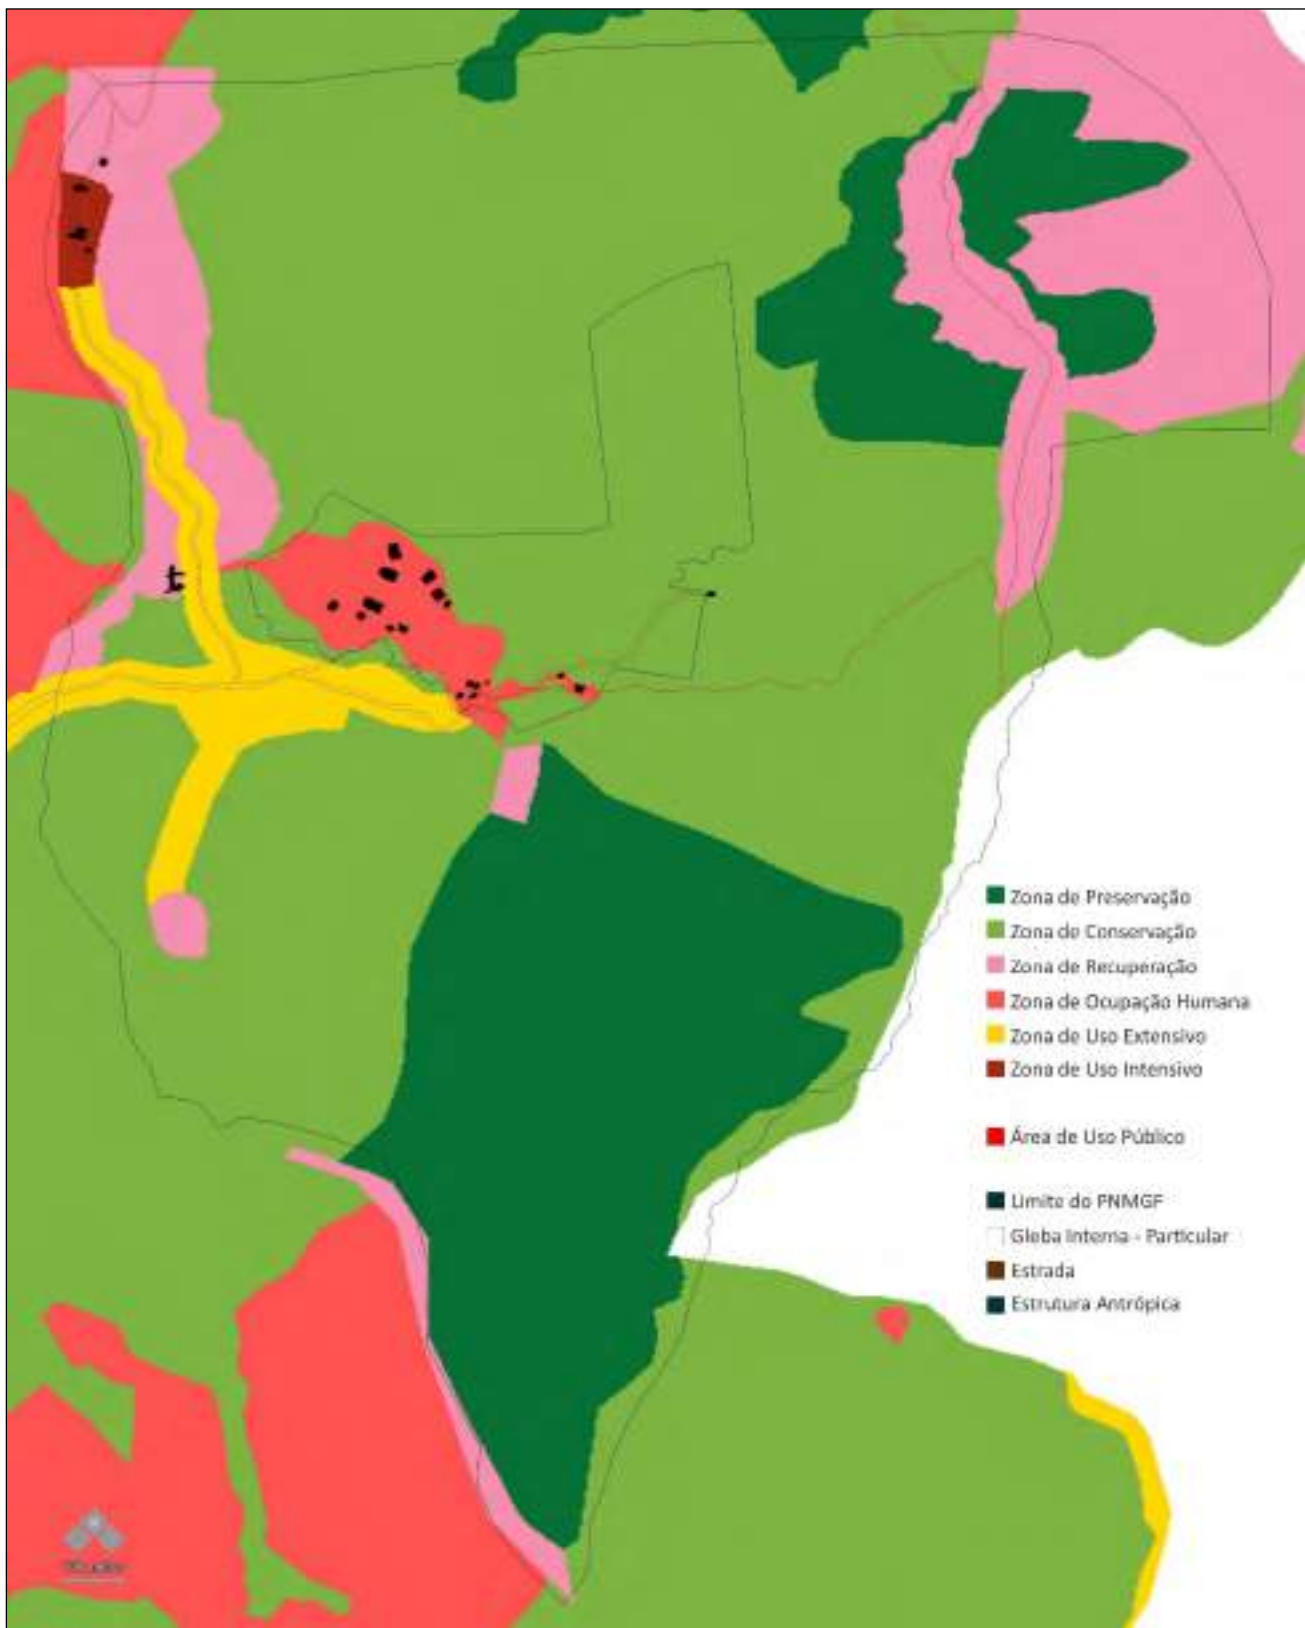 Zona de Preservação
Zona de Conservação
Zona de Recuperação
Zona de Ocupação Humana
Zona de Uso Extensivo
Zona de Uso Intensivo
Área de Uso Público
Limite do PNMGF
Gleba Interna - Particular
Estrada
Estrutura Antrópica